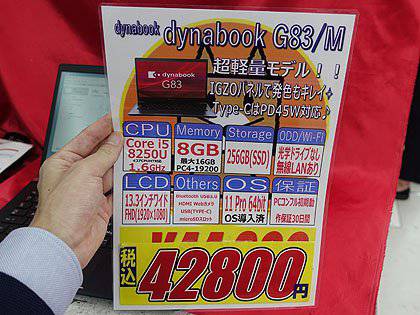 dynabook dynabook G83/M
超軽量モデル！！
IGZOパネルで発色もキレイ
Type-CはPD45W対応♪
dynabook
G83
CPU
Core i5
8250U
1.6GHz
Memory
8GB
最大16GB
PC4-19200
Storage
256GB(SSD)
ODD/Wi-Fi
光学ドライブなし
無線LANあり
LCD
13.3インチワイド
FHD(1920×1080)
Others
Bluetooth USB3.0
HDMI Webカメラ
USB(TYPE-C)
microSDスロット
OS
11 Pro 64bit
OS導入済
保証
PCコンフル初期動
作保証30日間
税込
42800円